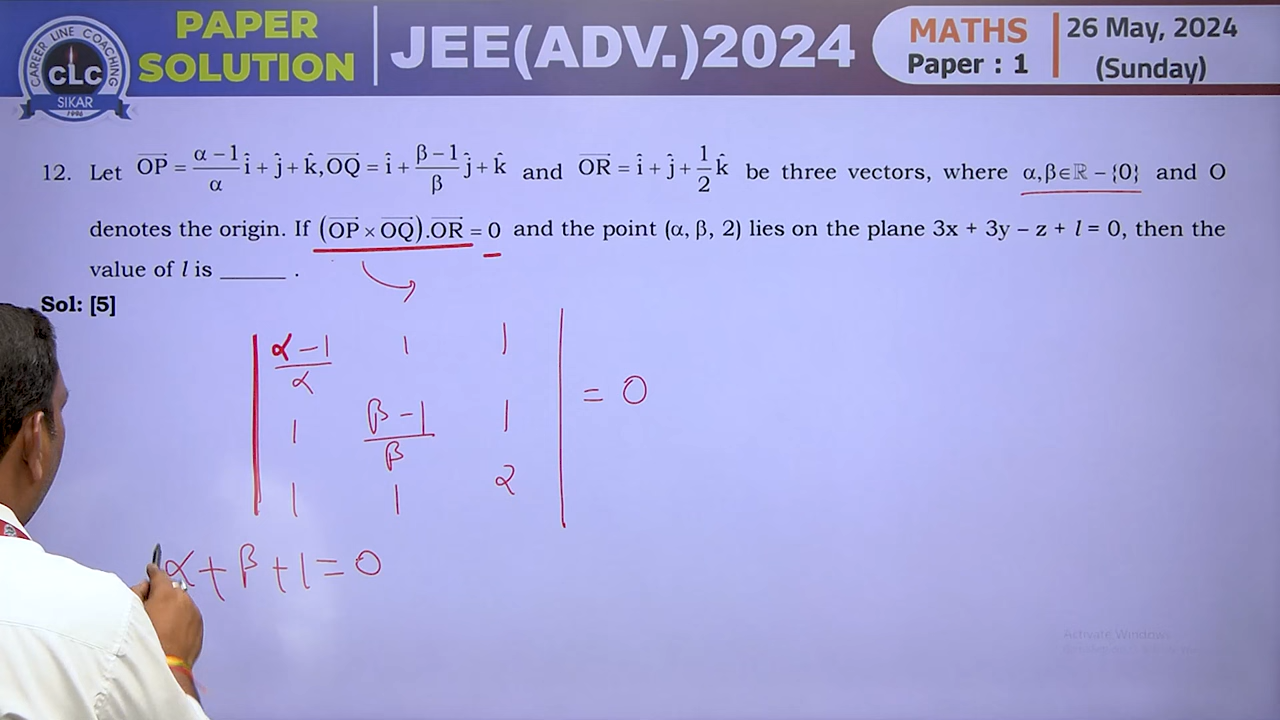 CAREER LINE COACHING
CLC
SIKAR
1996
PAPER SOLUTION
JEE(ADV.)2024
MATHS
Paper : 1
26 May, 2024
(Sunday)
12. Let OP = α−1/α î + ĵ + k̂, OQ = î + β−1/β ĵ + k̂ and OR = î + ĵ + 1/2 k̂ be three vectors, where α,β∈ℝ – {0} and O
denotes the origin. If (OP × OQ).OR = 0 and the point (α, β, 2) lies on the plane 3x + 3y – z + l = 0, then the
value of l is ______ .
Sol: [5]
α−1/α 1 1
1 β−1/β 1 = 0
1 1 2
α + β + 1 = 0
Activate Windows